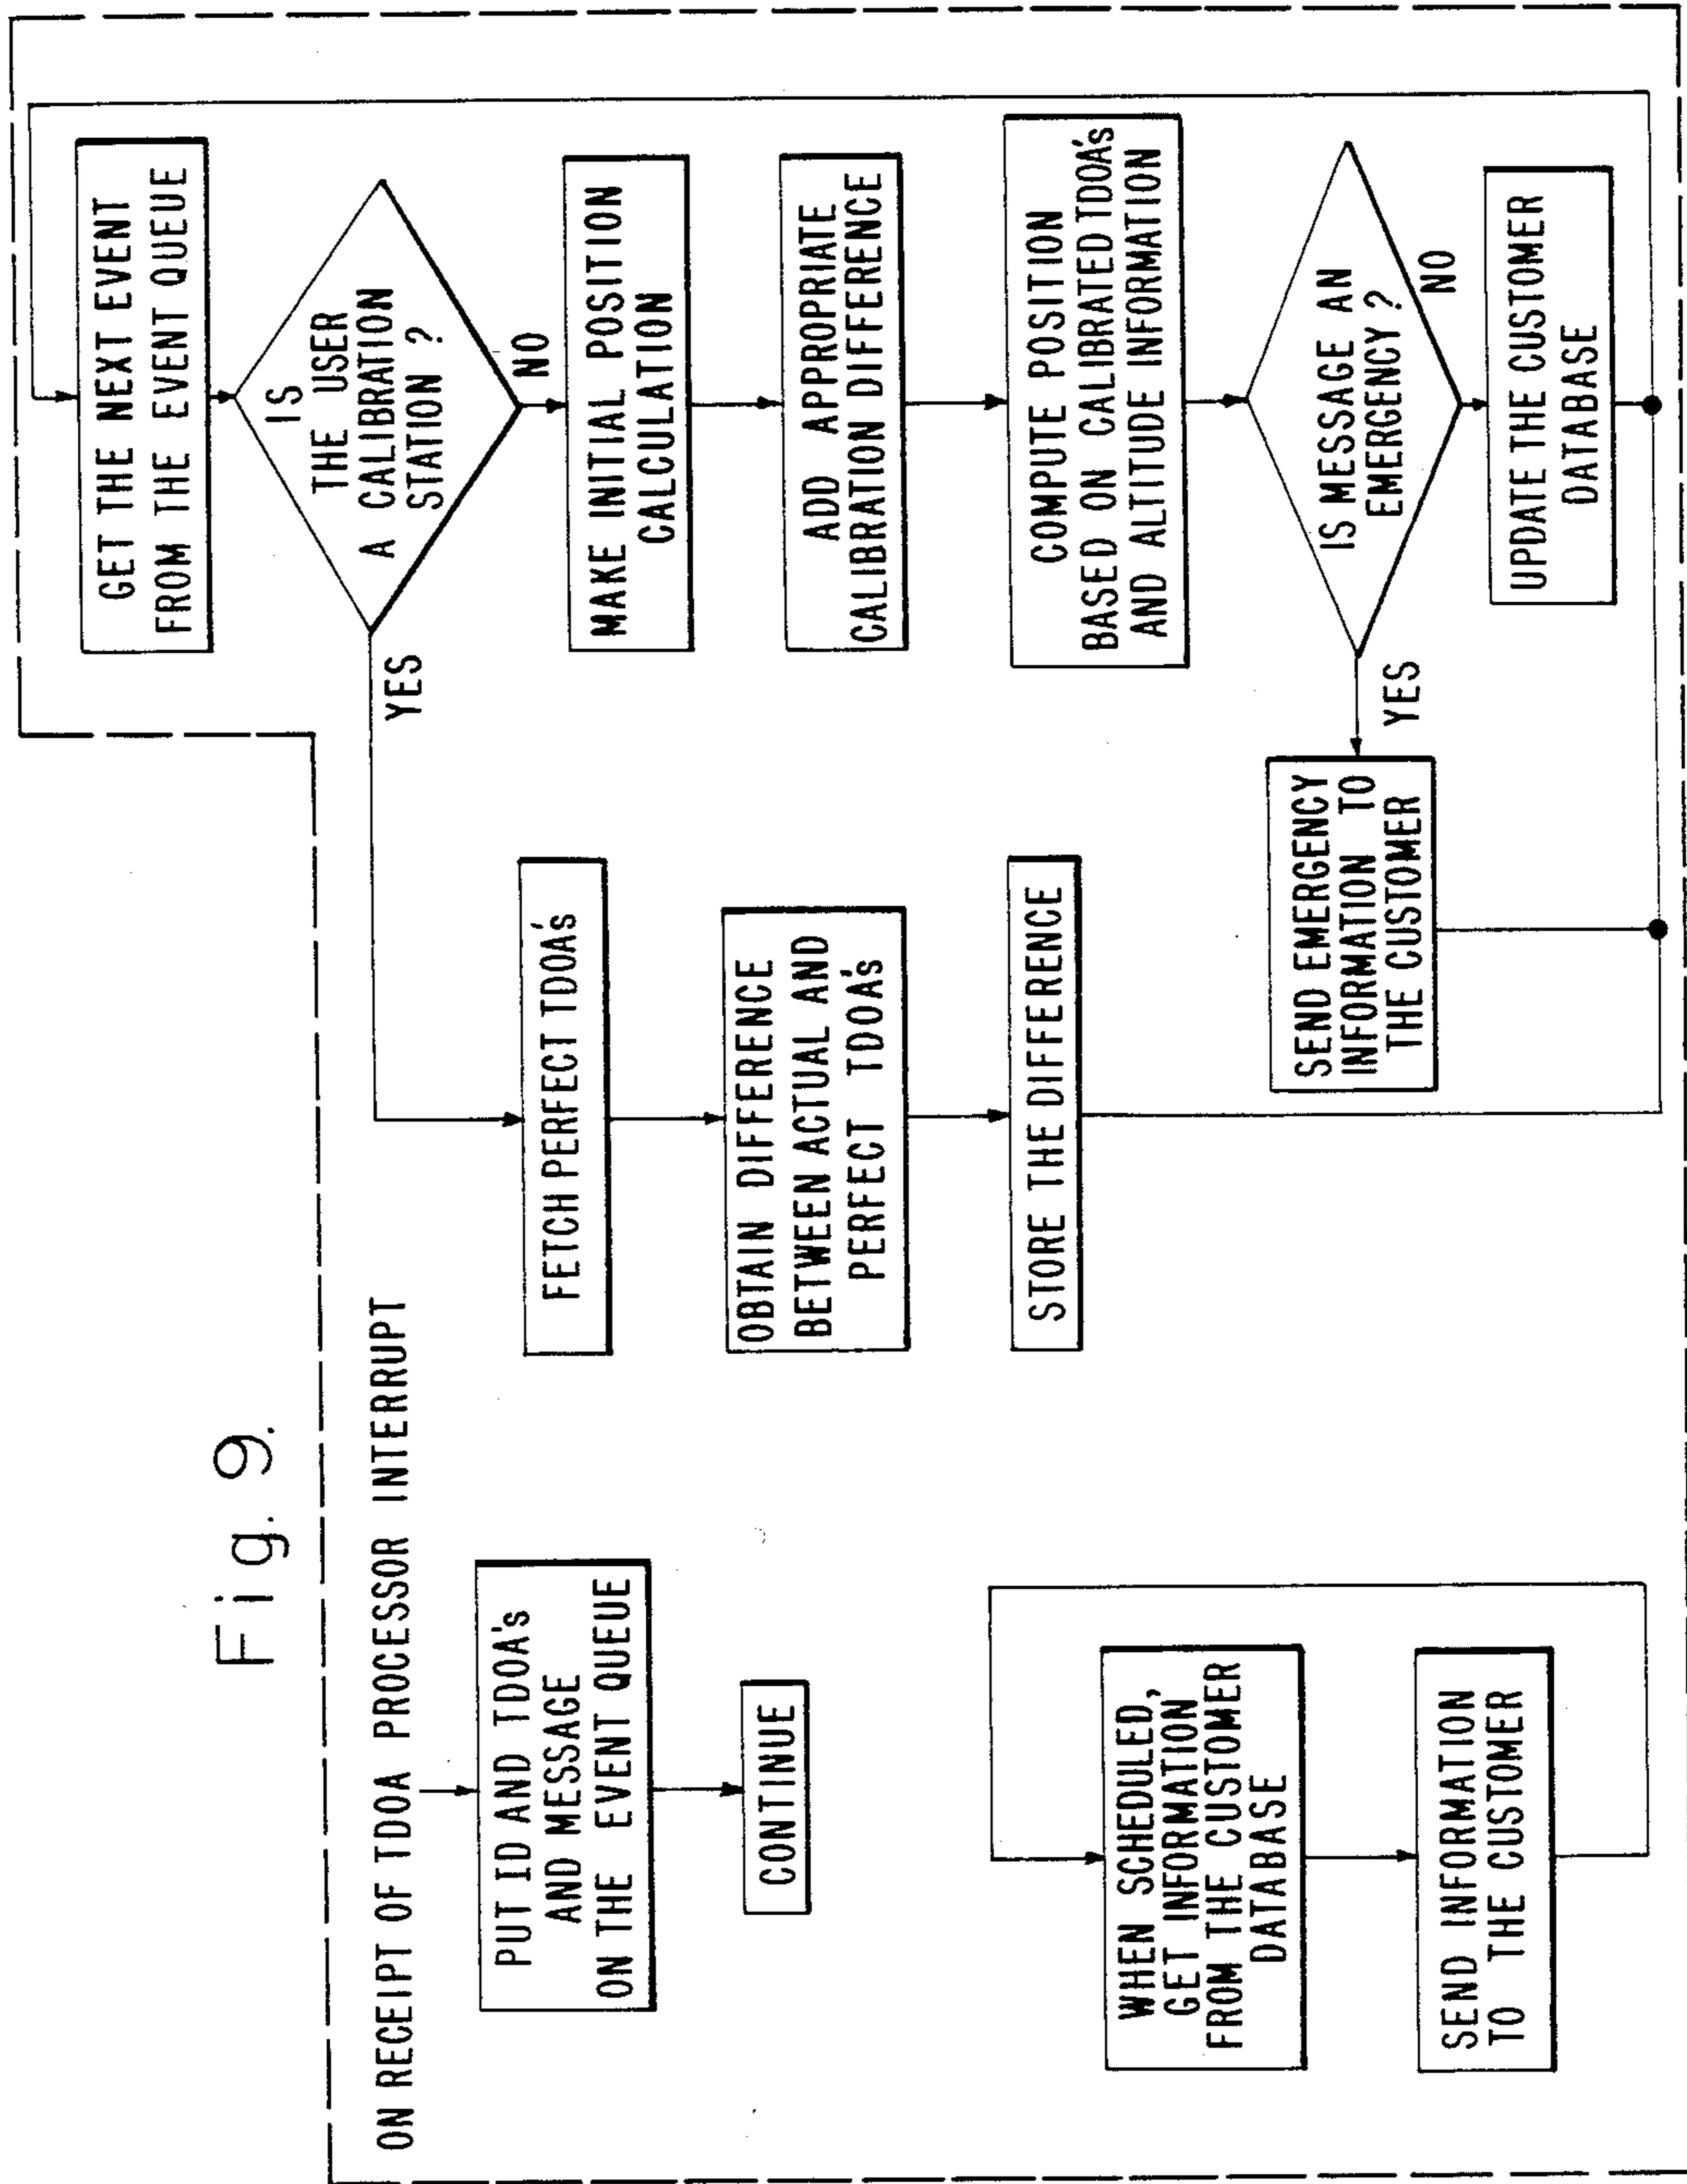 Fig. 9.
ON RECEIPT OF TDOA PROCESSOR INTERRUPT
PUT ID AND TDOA's
AND MESSAGE
ON THE EVENT QUEUE
CONTINUE
WHEN SCHEDULED,
GET INFORMATION
FROM THE CUSTOMER
DATABASE
SEND INFORMATION
TO THE CUSTOMER
FETCH PERFECT TDOA's
OBTAIN DIFFERENCE
BETWEEN ACTUAL AND
PERFECT TDOA's
STORE THE DIFFERENCE
GET THE NEXT EVENT
FROM THE EVENT QUEUE
IS
THE USER
A CALIBRATION
STATION ?
YES
NO
MAKE INITIAL POSITION
CALCULATION
ADD APPROPRIATE
CALIBRATION DIFFERENCE
COMPUTE POSITION
BASED ON CALIBRATED TDOA's
AND ALTITUDE INFORMATION
IS MESSAGE AN
EMERGENCY ?
YES
NO
SEND EMERGENCY
INFORMATION TO
THE CUSTOMER
UPDATE THE CUSTOMER
DATABASE